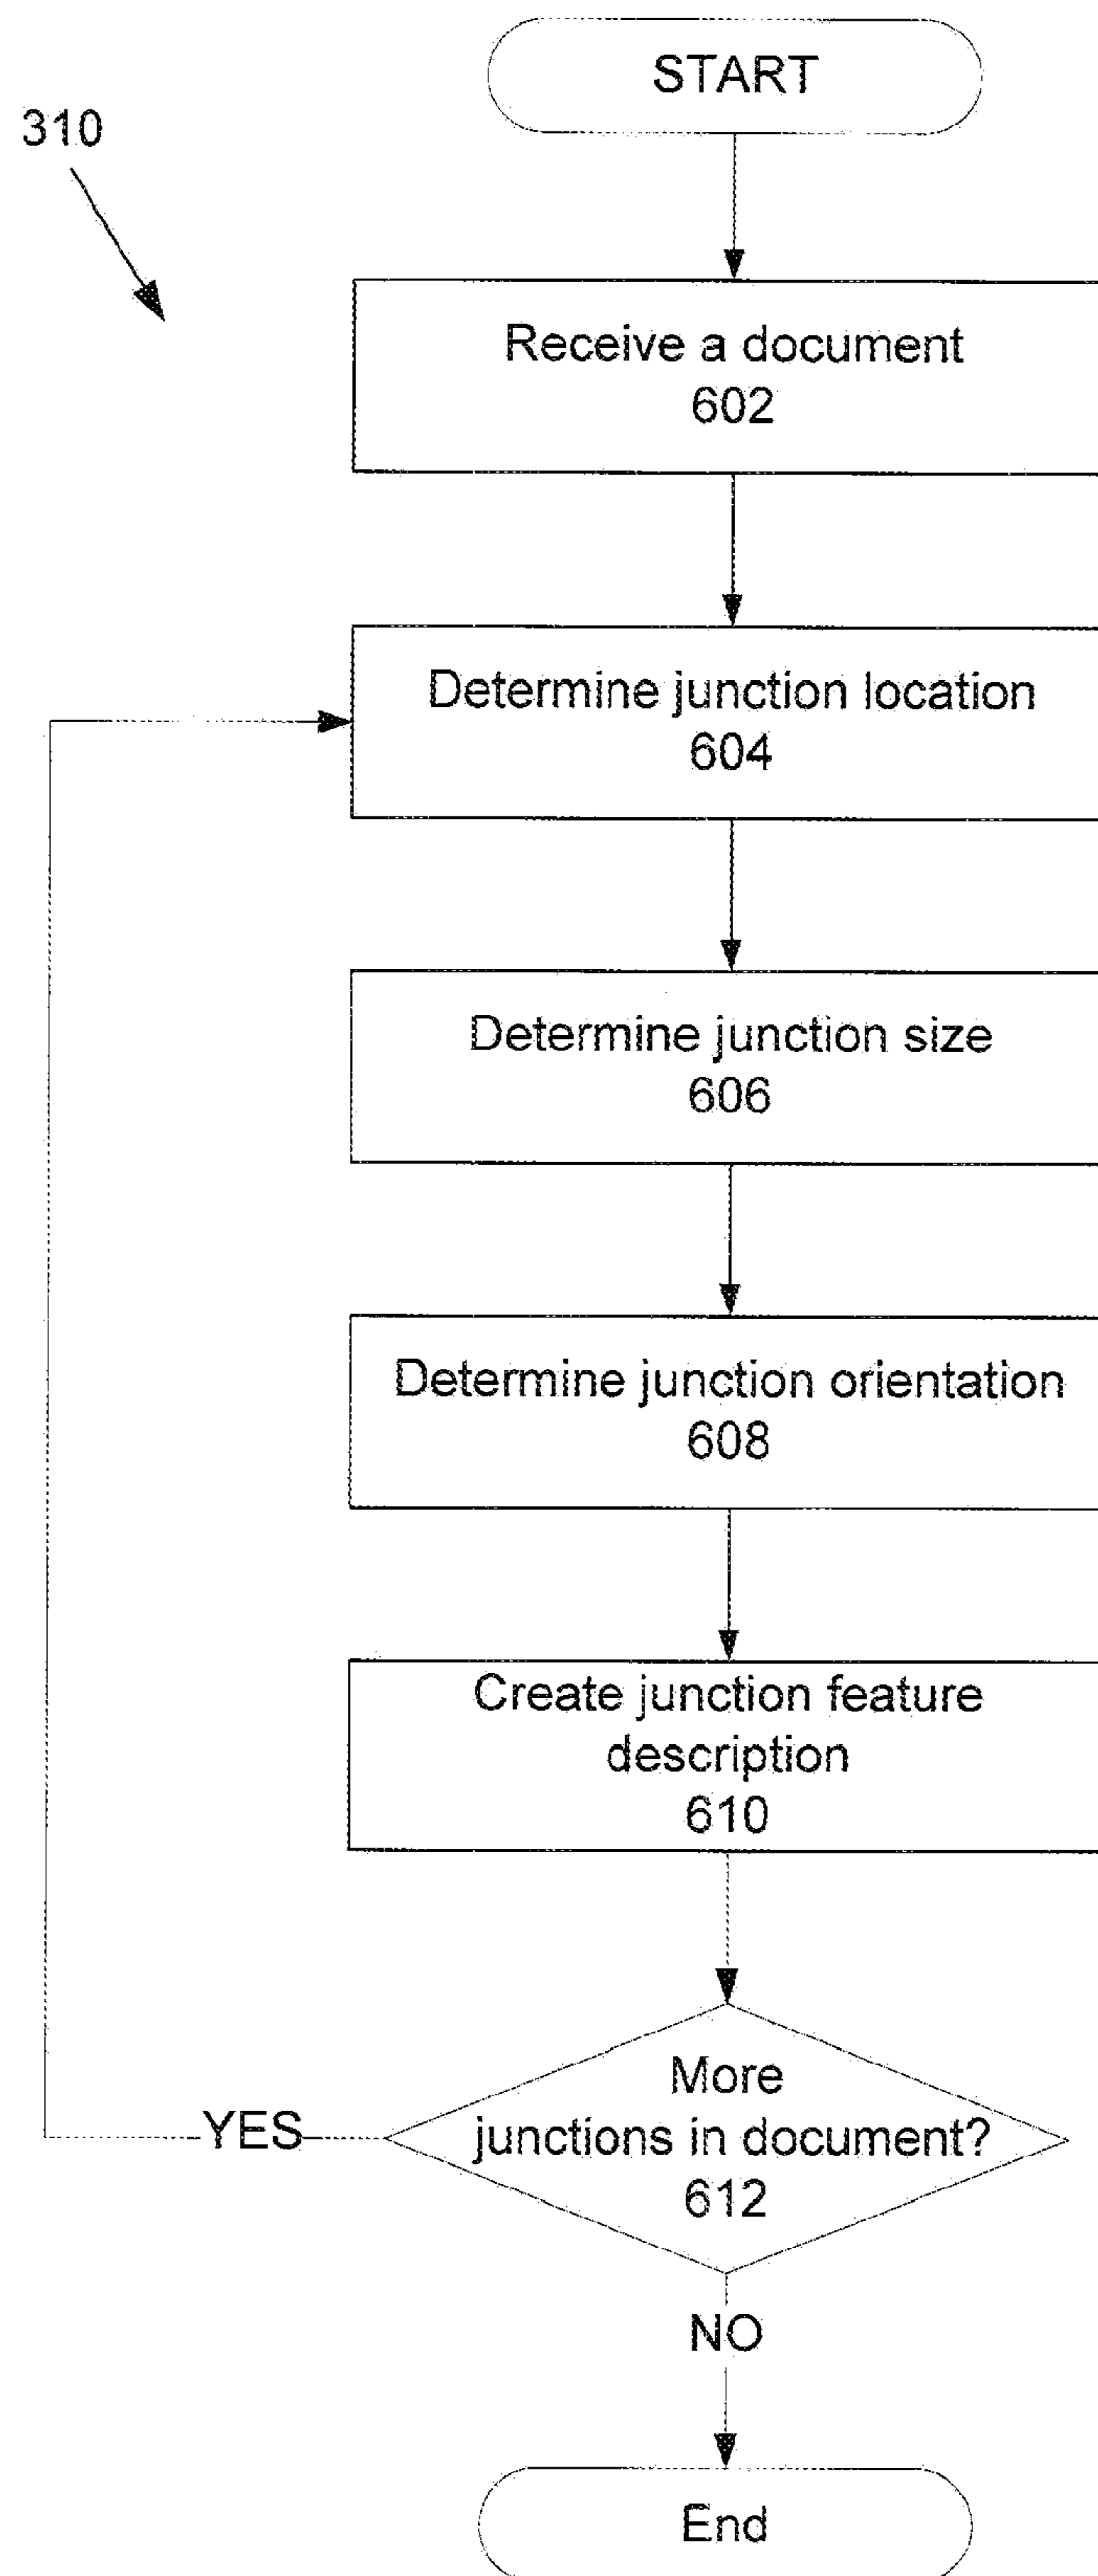 START
310
Receive a document
602
Determine junction location
604
Determine junction size
606
Determine junction orientation
608
Create junction feature
description
610
More
junctions in document?
612
YES
NO
End